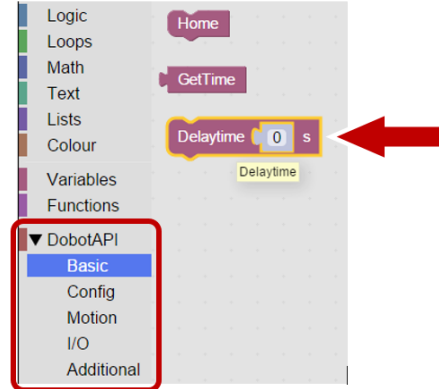 Logic
Loops
Math
Text
Lists
Colour
Variables
Functions
▼ DobotAPI
Basic
Config
Motion
I/O
Additional
Home
GetTime
Delaytime 0 s
Delaytime